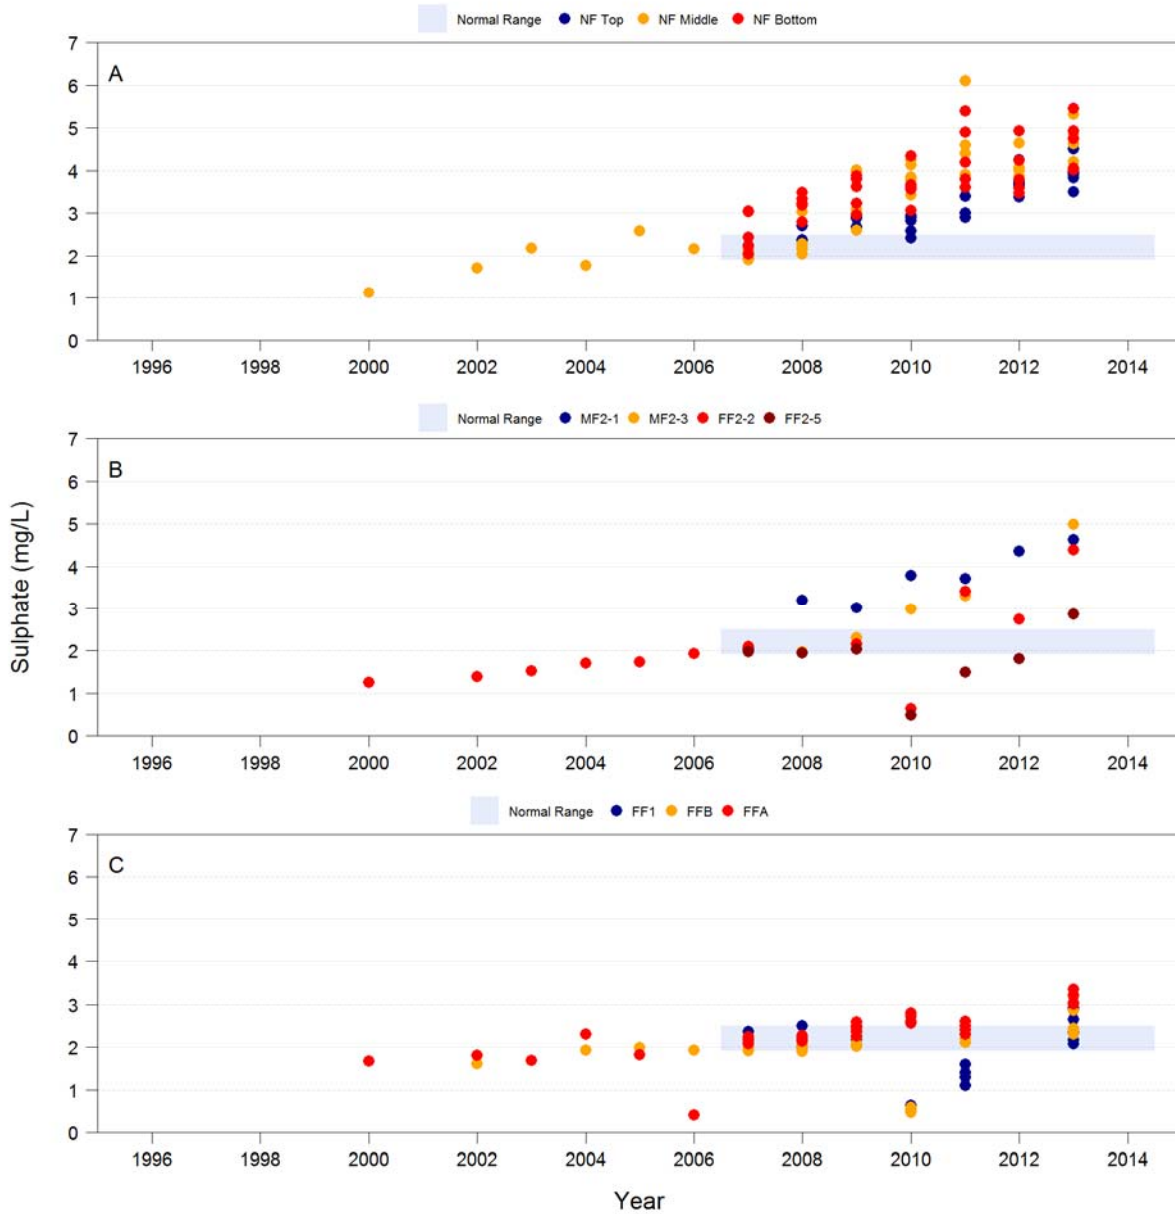 Normal Range NF Top NF Middle NF Bottom
A
7
6
5
4
3
2
1
0
1996 1998 2000 2002 2004 2006 2008 2010 2012 2014
Normal Range MF2-1 MF2-3 FF2-2 FF2-5
B
7
6
5
4
3
2
1
0
Sulphate (mg/L)
1996 1998 2000 2002 2004 2006 2008 2010 2012 2014
Normal Range FF1 FFB FFA
C
7
6
5
4
3
2
1
0
1996 1998 2000 2002 2004 2006 2008 2010 2012 2014
Year